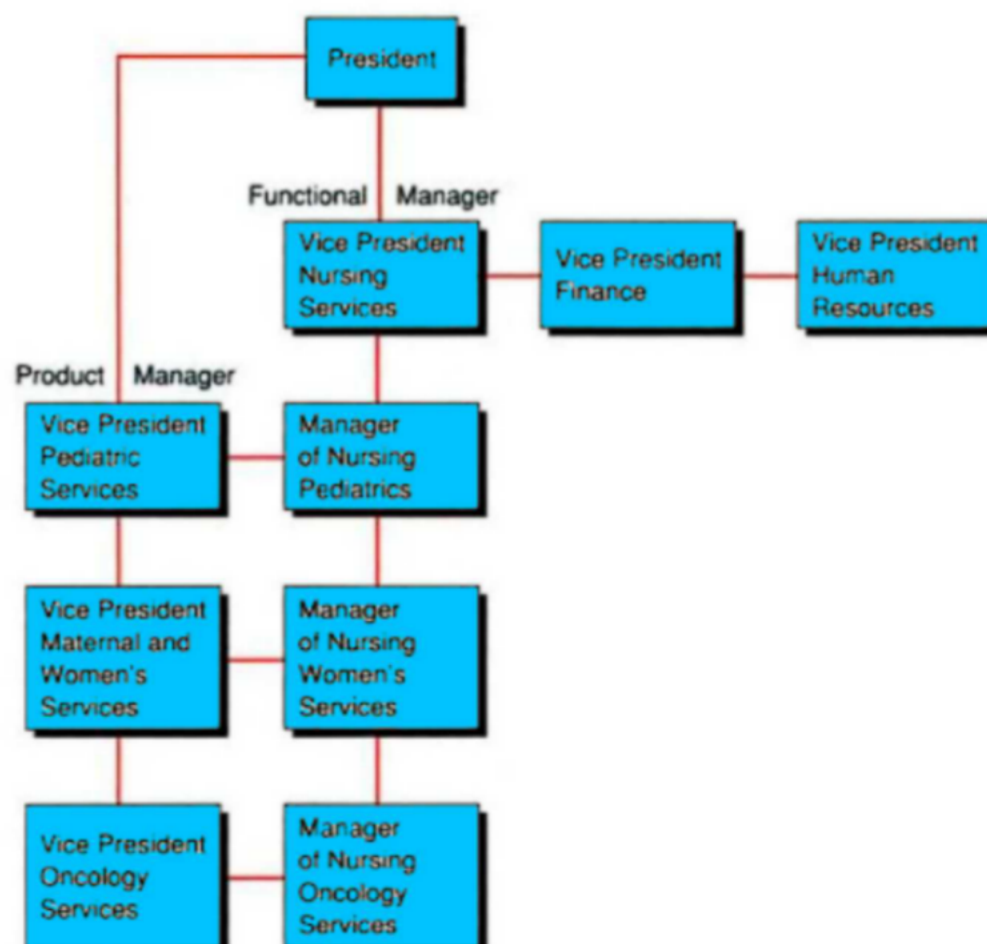 President
Functional Manager
Vice President
Nursing
Services
Vice President
Finance
Vice President
Human
Resources
Product Manager
Vice President
Pediatric
Services
Manager
of Nursing
Pediatrics
Vice President
Maternal and
Women's
Services
Manager
of Nursing
Women's
Services
Vice President
Oncology
Services
Manager
of Nursing
Oncology
Services